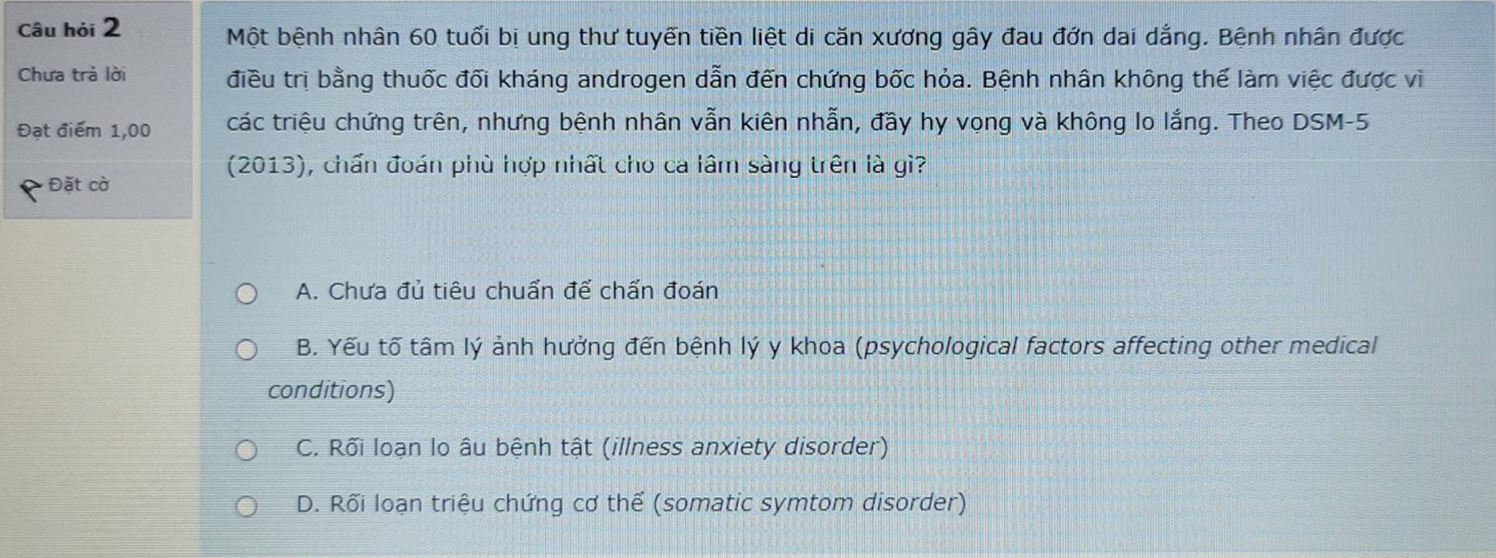 Câu hỏi 2
Chưa trả lời
Đạt điểm 1,00
Đặt cờ
Một bệnh nhân 60 tuổi bị ung thư tuyến tiền liệt di căn xương gây đau đớn dai dẳng. Bệnh nhân được
điều trị bằng thuốc đối kháng androgen dẫn đến chứng bốc hỏa. Bệnh nhân không thể làm việc được vì
các triệu chứng trên, nhưng bệnh nhân vẫn kiên nhẫn, đầy hy vọng và không lo lắng. Theo DSM-5
(2013), chẩn đoán phù hợp nhất cho ca lâm sàng trên là gì?
A. Chưa đủ tiêu chuẩn để chẩn đoán
B. Yếu tố tâm lý ảnh hưởng đến bệnh lý y khoa (psychological factors affecting other medical
conditions)
C. Rối loạn lo âu bệnh tật (illness anxiety disorder)
D. Rối loạn triệu chứng cơ thể (somatic symtom disorder)